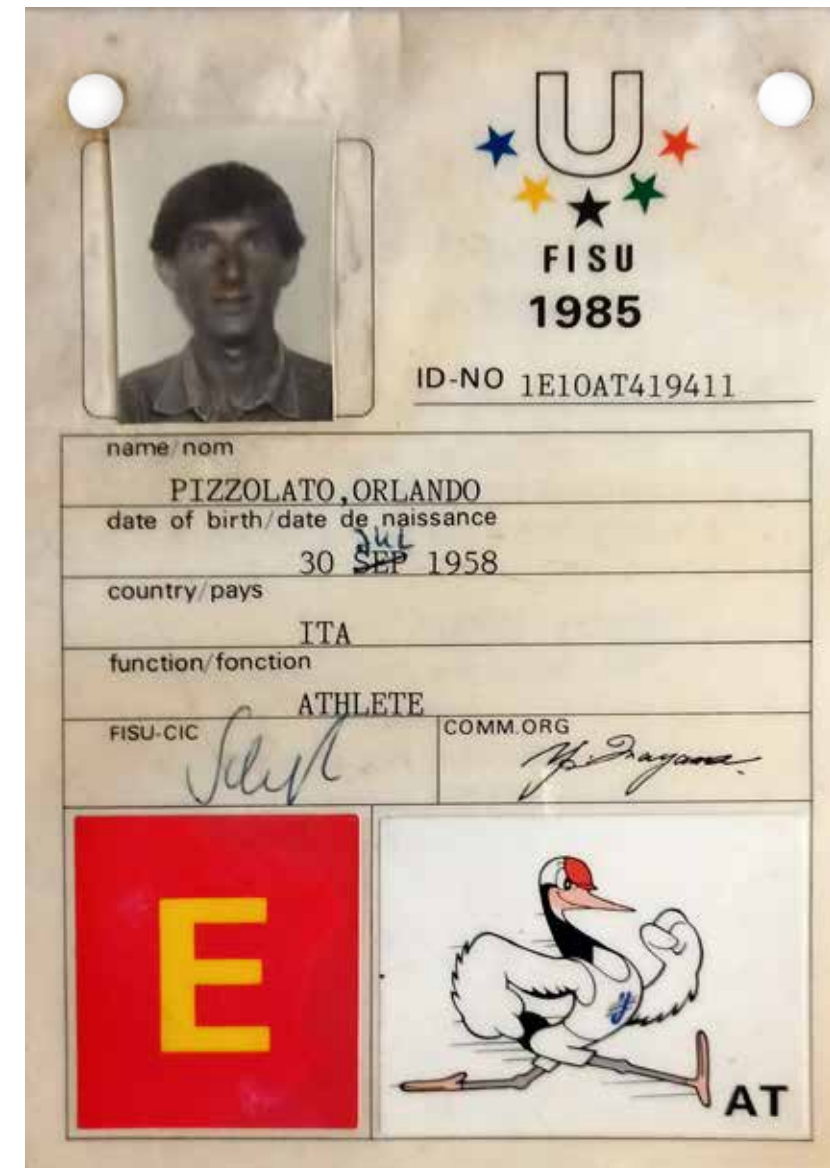 U
FISU
1985
ID-NO 1E10AT419411
name/nom
PIZZOLATO,ORLANDO
date of birth/date de naissance
JUL
30 SEP 1958
country/pays
ITA
function/fonction
ATHLETE
FISU-CIC
COMM.ORG
E
y
AT